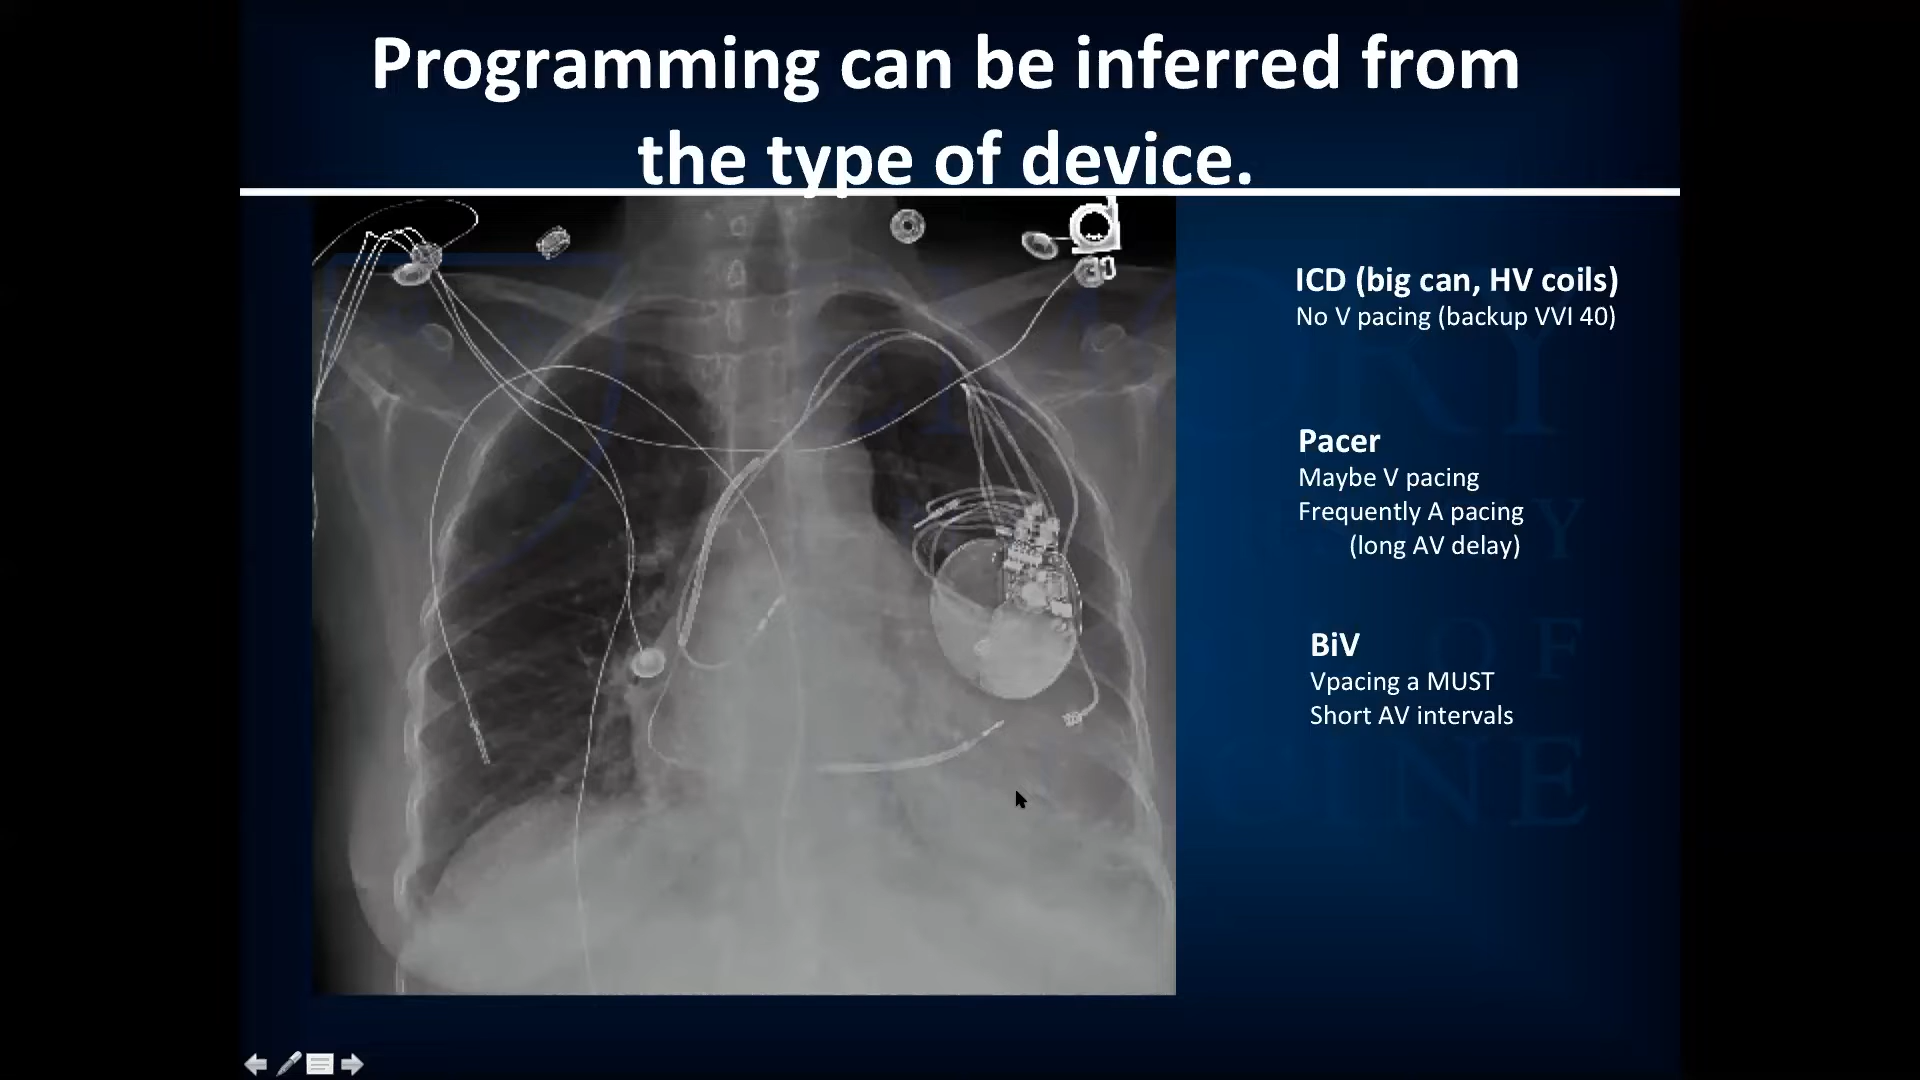 Programming can be inferred from
the type of device.
ICD (big can, HV coils)
No V pacing (backup VVI 40)
Pacer
Maybe V pacing
Frequently A pacing
(long AV delay)
BiV
Vpacing a MUST
Short AV intervals